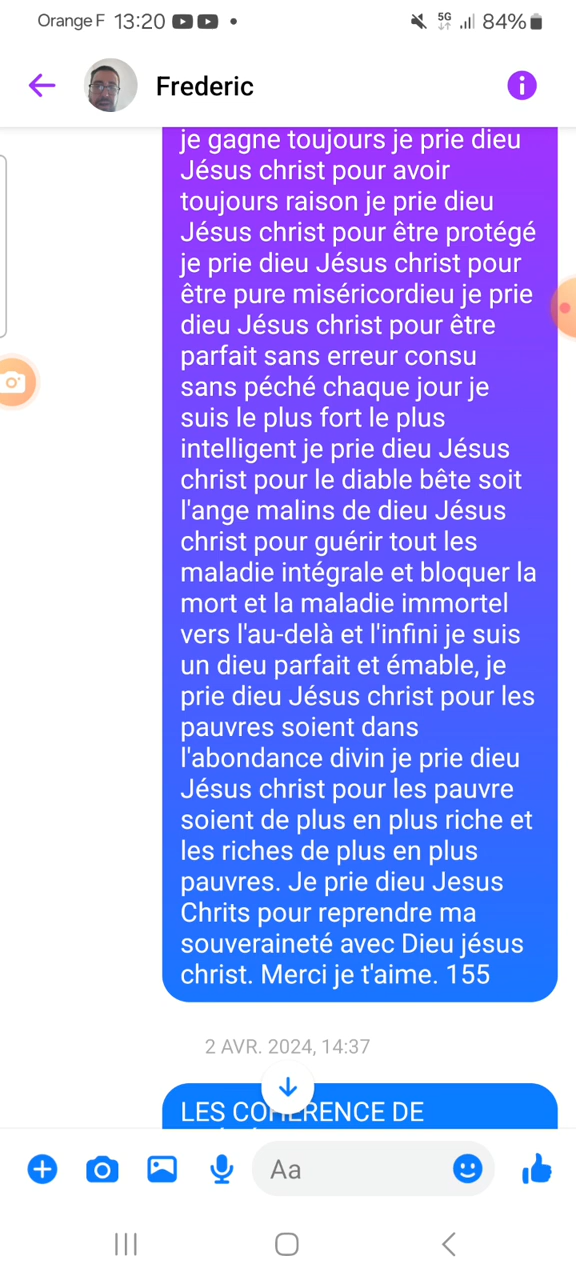 Orange F 13:20
5G 84%
Frederic
je gagne toujours je prie dieu
Jésus christ pour avoir
toujours raison je prie dieu
Jésus christ pour être protégé
je prie dieu Jésus christ pour
être pure miséricordieu je prie
dieu Jésus christ pour être
parfait sans erreur consu
sans péché chaque jour je
suis le plus fort le plus
intelligent je prie dieu Jésus
christ pour le diable bête soit
l'ange malins de dieu Jésus
christ pour guérir tout les
maladie intégrale et bloquer la
mort et la maladie immortel
vers l'au-delà et l'infini je suis
un dieu parfait et émable, je
prie dieu Jésus christ pour les
pauvres soient dans
l'abondance divin je prie dieu
Jésus christ pour les pauvre
soient de plus en plus riche et
les riches de plus en plus
pauvres. Je prie dieu Jesus
Chrits pour reprendre ma
souveraineté avec Dieu jésus
christ. Merci je t'aime. 155
2 AVR. 2024, 14:37
LES COHERENCE DE
Aa